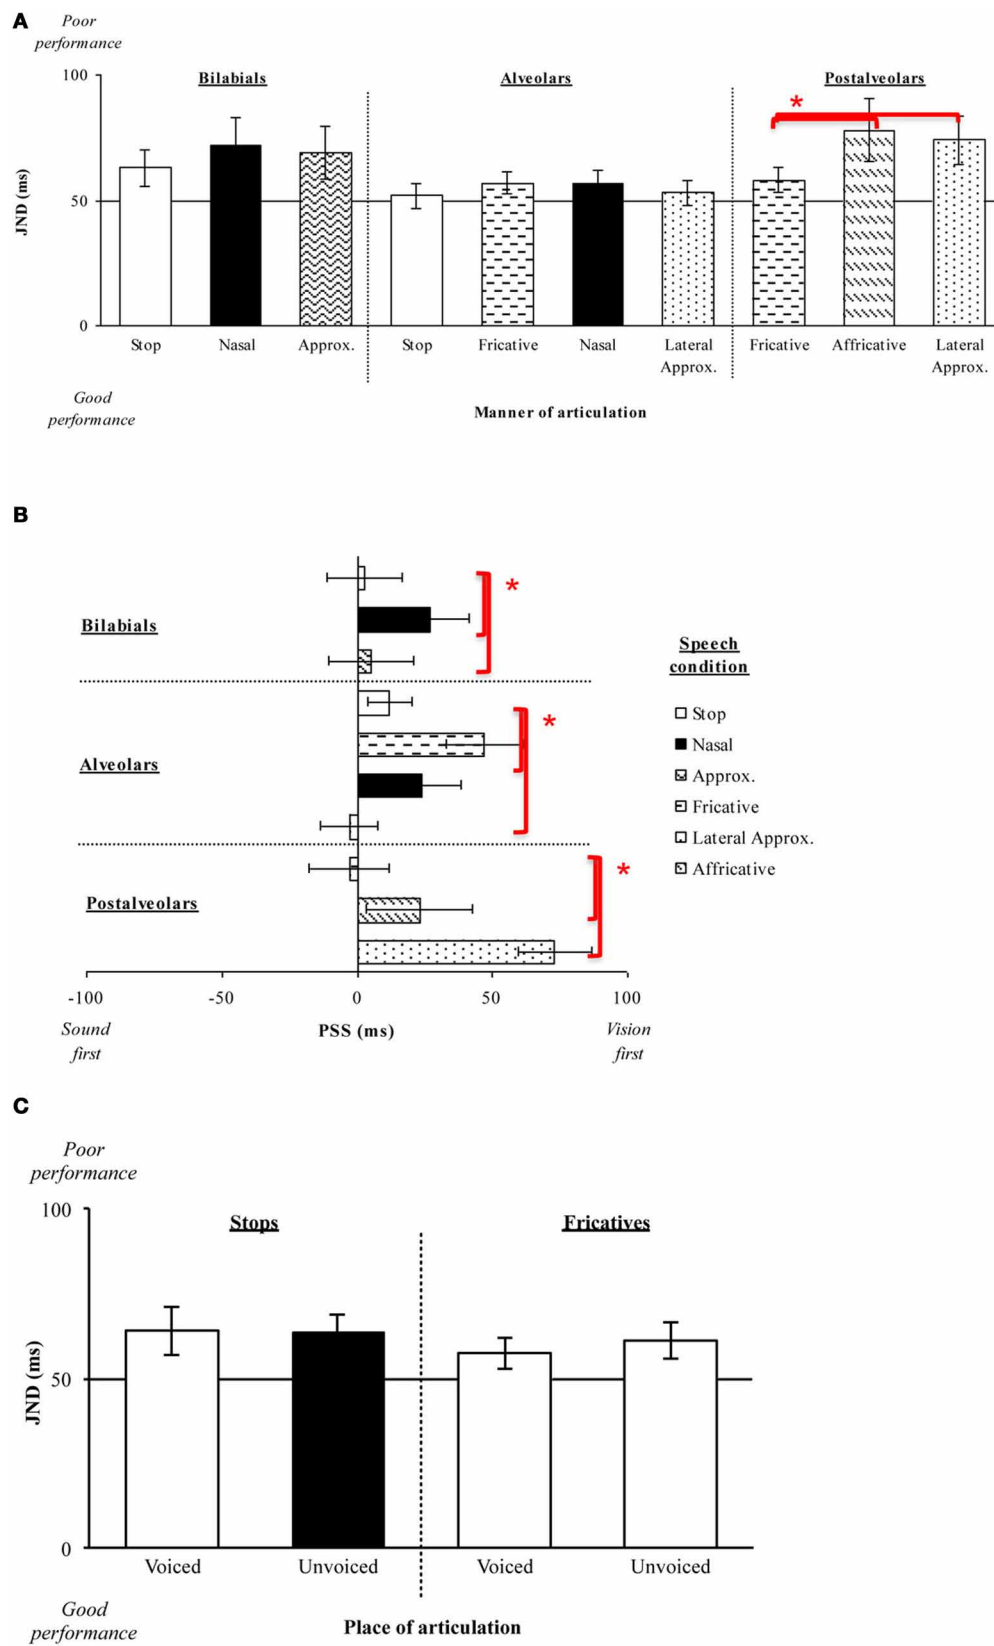 A
Poor
performance
100
Bilabials
Alveolars
Postalveolars
*
JND (ms)
50
0
Stop
Nasal
Approx.
Stop
Fricative
Nasal
Lateral
Approx.
Fricative
Affricative
Lateral
Approx.
Good
performance
Manner of articulation
B
*
Bilabials
Speech
condition
*
Stop
Nasal
Alveolars
Approx.
Fricative
Lateral Approx.
*
Affricative
Postalveolars
-100
-50
0
50
100
Sound
first
PSS (ms)
Vision
first
C
Poor
performance
100
Stops
Fricatives
JND (ms)
50
0
Voiced
Unvoiced
Voiced
Unvoiced
Good
performance
Place of articulation